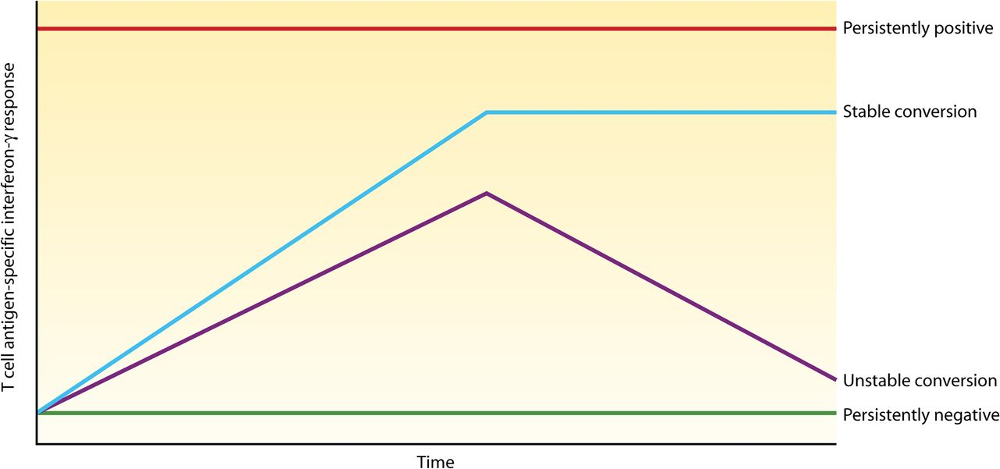 T cell antigen-specific interferon-γ response
Persistently positive
Stable conversion
Unstable conversion
Persistently negative
Time